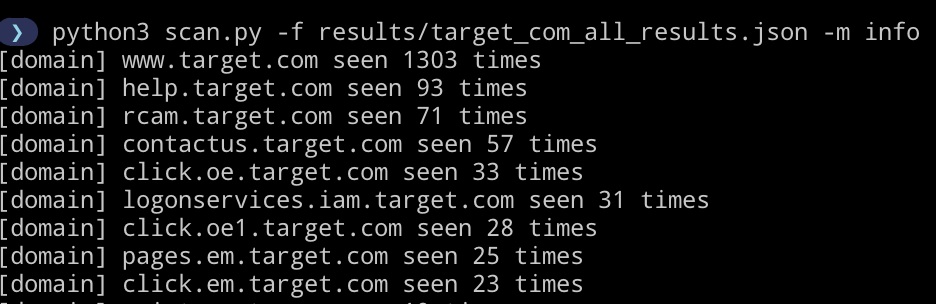 ❯ python3 scan.py -f results/target_com_all_results.json -m info
[domain] www.target.com seen 1303 times
[domain] help.target.com seen 93 times
[domain] rcam.target.com seen 71 times
[domain] contactus.target.com seen 57 times
[domain] click.oe.target.com seen 33 times
[domain] logonservices.iam.target.com seen 31 times
[domain] click.oe1.target.com seen 28 times
[domain] pages.em.target.com seen 25 times
[domain] click.em.target.com seen 23 times